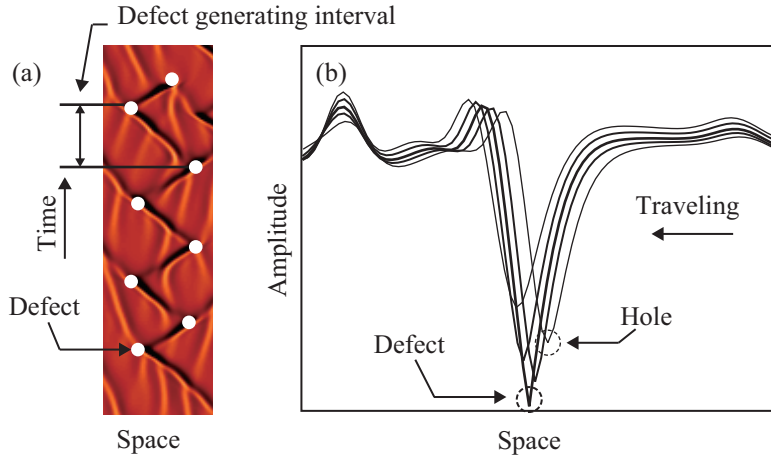 Defect generating interval
(a)
(b)
Time
Amplitude
Traveling
Hole
Defect
Defect
Space
Space